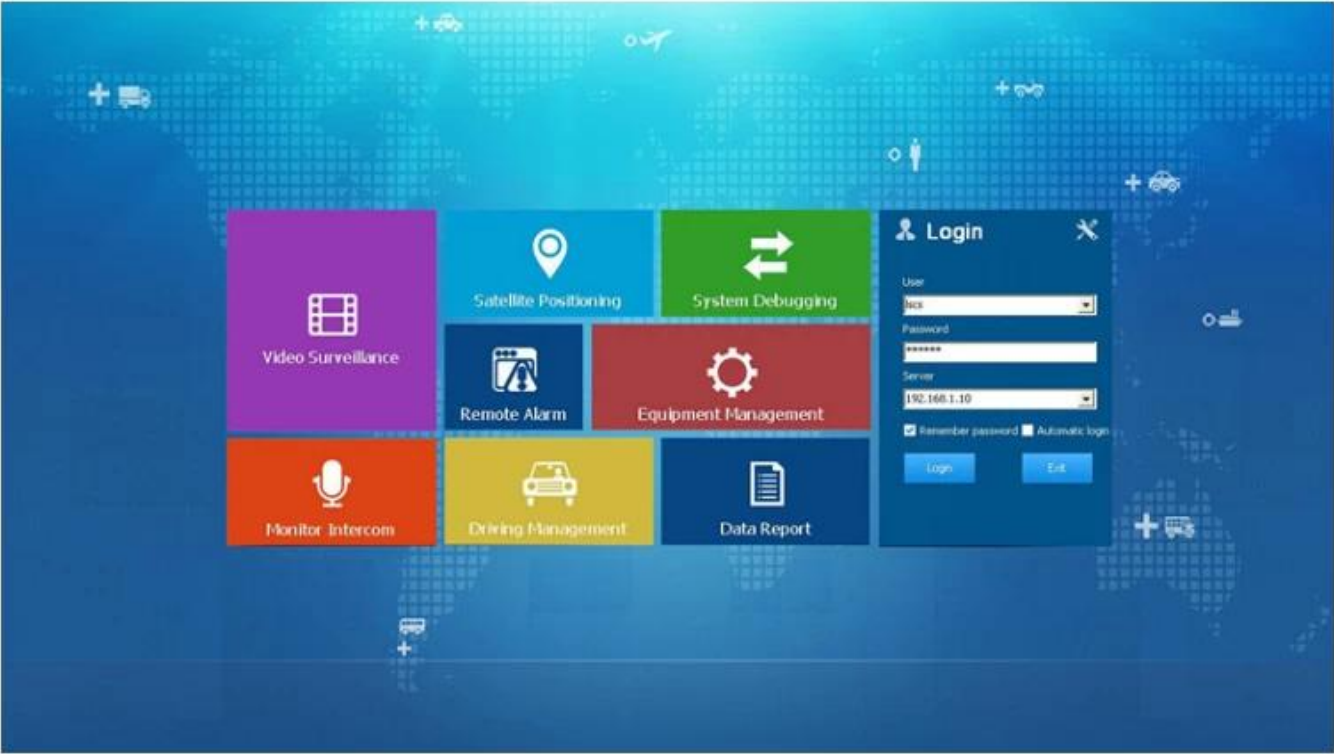 Login
User
Password
******
Server
192.168.1.10
Remember password
Automatic login
Login
Exit
Video Surveillance
Satellite Positioning
System Debugging
Remote Alarm
Equipment Management
Monitor Intercom
Driving Management
Data Report